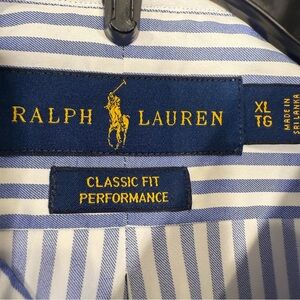 RALPH LAUREN
XL
TG
MADE IN
SRI LANKA
CLASSIC FIT
PERFORMANCE